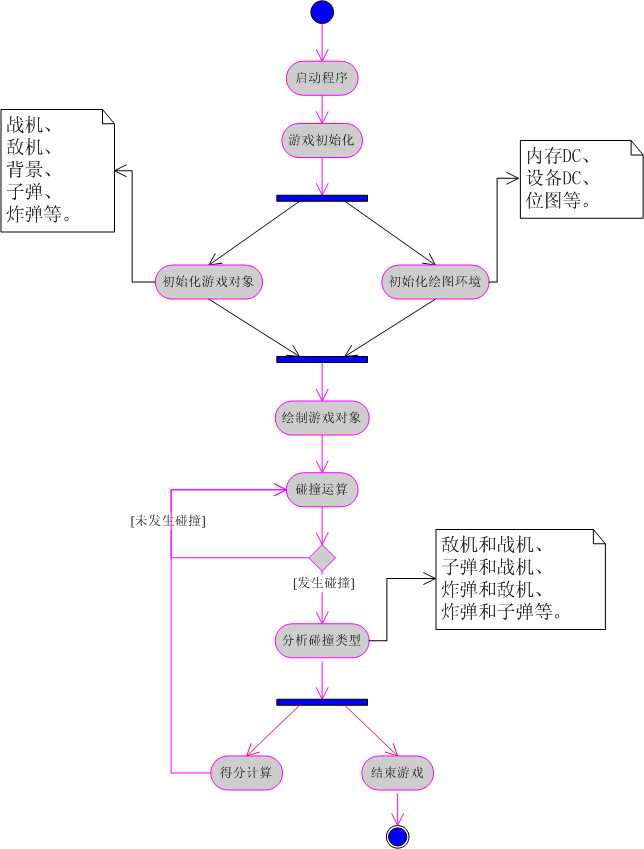 启动程序
游戏初始化
战机、
敌机、
背景、
子弹、
炸弹等。
内存DC、
设备DC、
位图等。
初始化游戏对象
初始化绘图环境
绘制游戏对象
碰撞运算
[未发生碰撞]
[发生碰撞]
敌机和战机、
子弹和战机、
炸弹和敌机、
炸弹和子弹等。
分析碰撞类型
得分计算
结束游戏